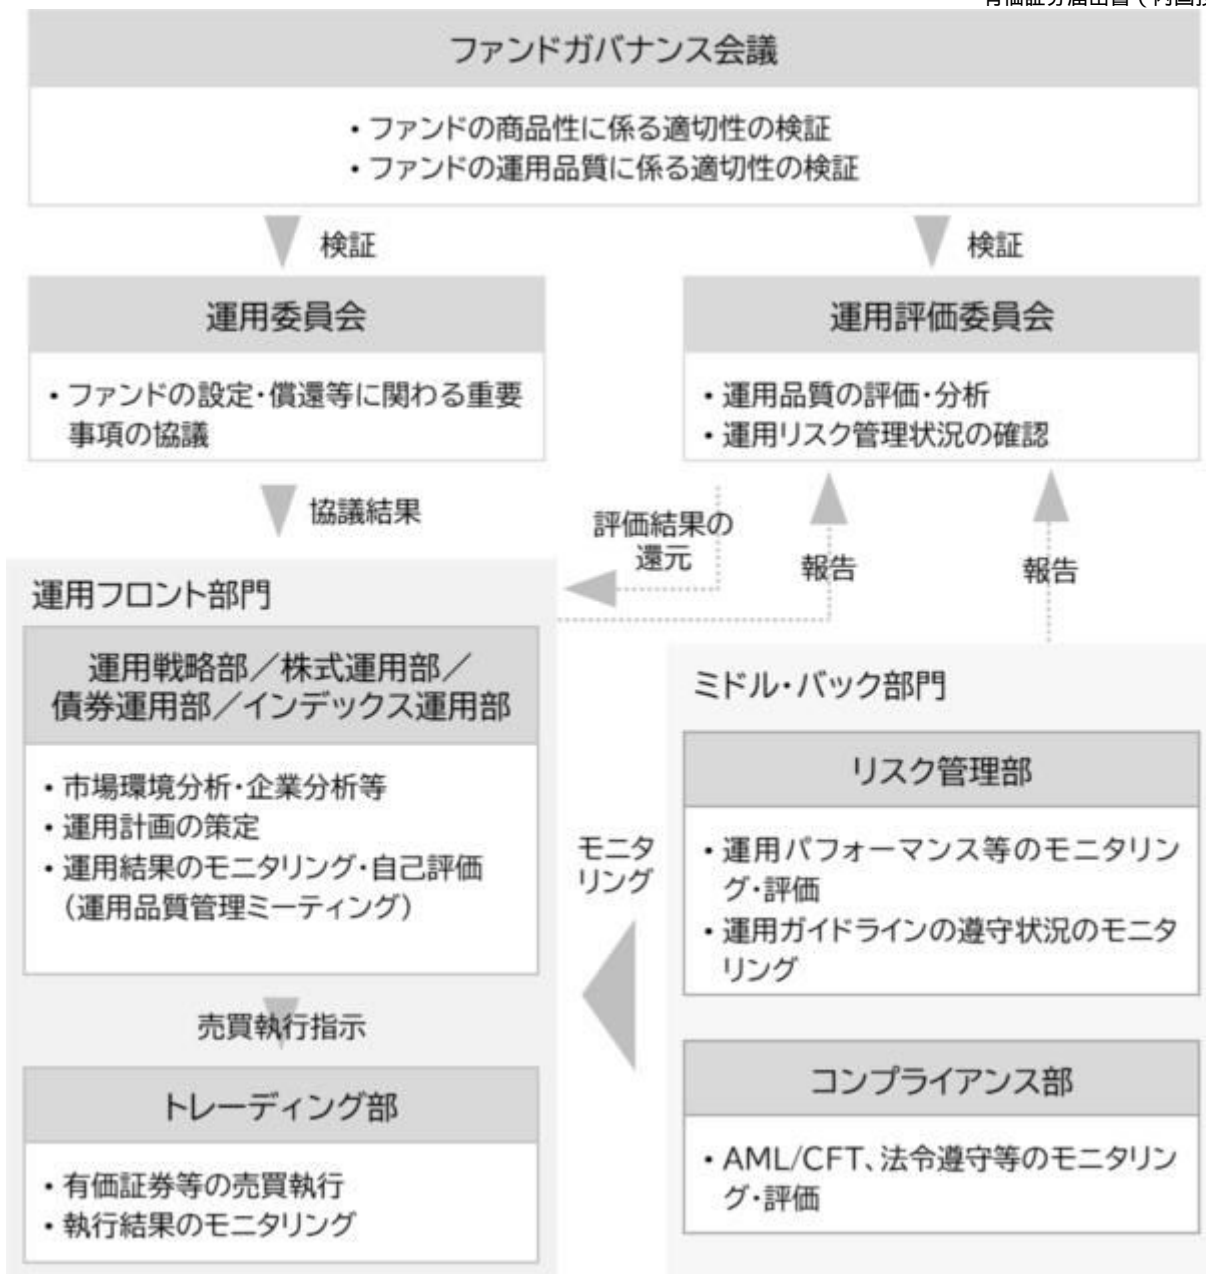 ファンドガバナンス会議
・ファンドの商品性に係る適切性の検証
・ファンドの運用品質に係る適切性の検証
検証
検証
運用委員会
・ファンドの設定・償還等に関わる重要
事項の協議
運用評価委員会
・運用品質の評価・分析
・運用リスク管理状況の確認
協議結果
評価結果の
還元
報告
報告
運用フロント部門
運用戦略部／株式運用部／
債券運用部／インデックス運用部
・市場環境分析・企業分析等
・運用計画の策定
・運用結果のモニタリング・自己評価
（運用品質管理ミーティング）
売買執行指示
トレーディング部
・有価証券等の売買執行
・執行結果のモニタリング
モニタ
リング
ミドル・バック部門
リスク管理部
・運用パフォーマンス等のモニタリン
グ・評価
・運用ガイドラインの遵守状況のモニタ
リング
コンプライアンス部
・AML/CFT、法令遵守等のモニタリン
グ・評価